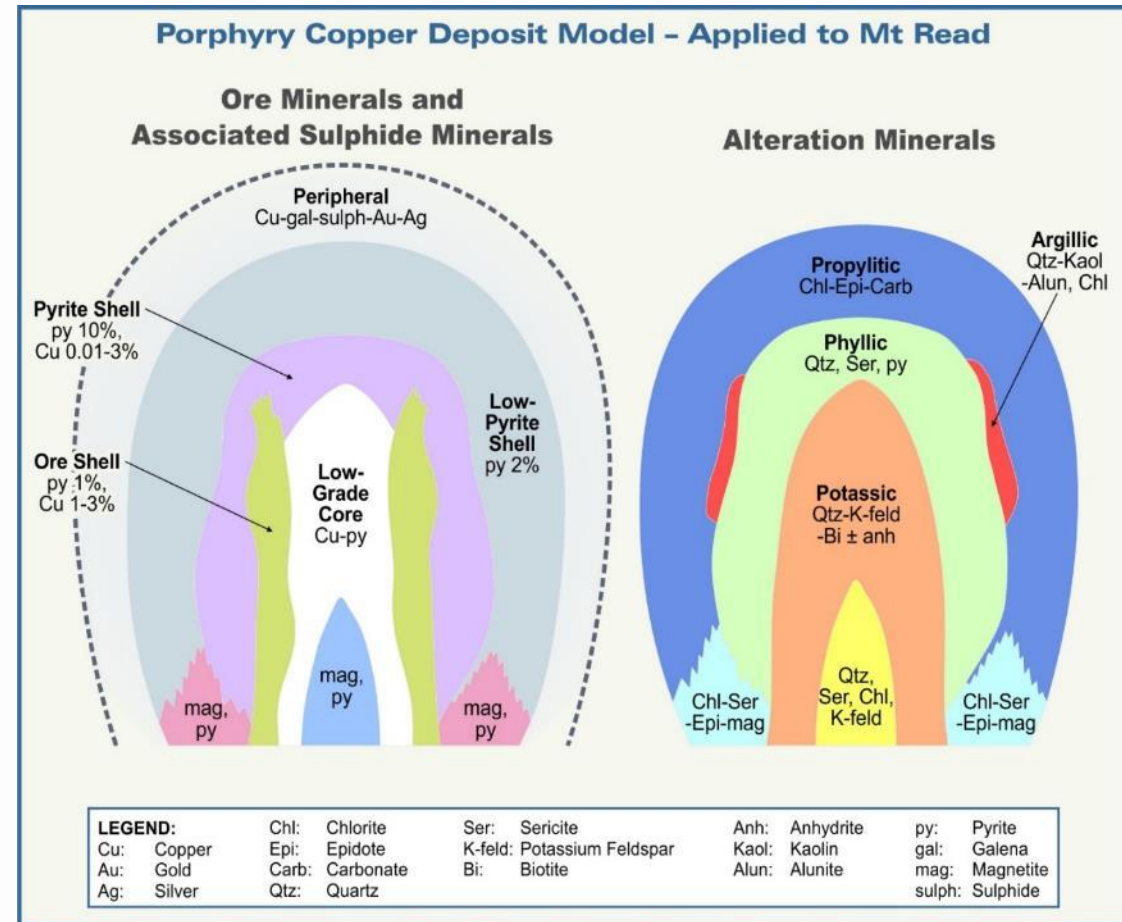 Porphyry Copper Deposit Model – Applied to Mt Read
Ore Minerals and
Associated Sulphide Minerals
Peripheral
Cu-gal-sulph-Au-Ag
Pyrite Shell
py 10%,
Cu 0.01-3%
Low-
Pyrite
Shell
py 2%
Ore Shell
py 1%,
Cu 1-3%
Low-
Grade
Core
Cu-py
mag,
py
mag,
py
mag,
py
Alteration Minerals
Argillic
Qtz-Kaol
-Alun, Chl
Propylitic
Chl-Epi-Carb
Phyllic
Qtz, Ser, py
Potassic
Qtz-K-feld
-Bi ± anh
Chl-Ser
-Epi-mag
Qtz,
Ser, Chl,
K-feld
Chl-Ser
-Epi-mag
LEGEND:
Cu: Copper
Au: Gold
Ag: Silver
Chl: Chlorite
Epi: Epidote
Carb: Carbonate
Qtz: Quartz
Ser: Sericite
K-feld: Potassium Feldspar
Bi: Biotite
Anh: Anhydrite
Kaol: Kaolin
Alun: Alunite
py: Pyrite
gal: Galena
mag: Magnetite
sulph: Sulphide